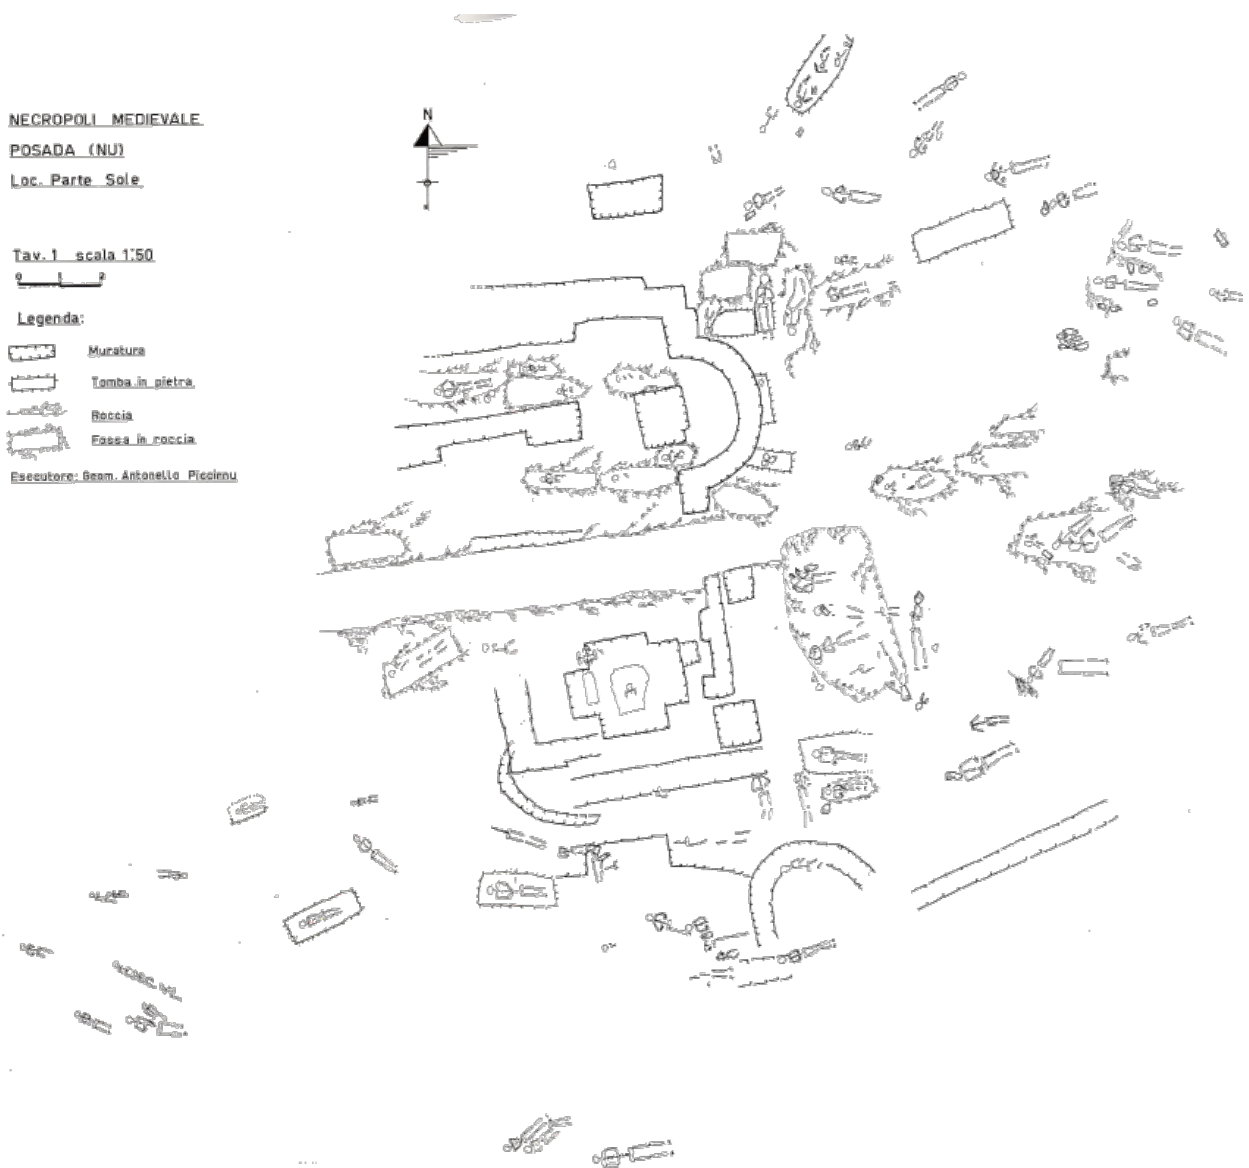 NECROPOLI MEDIEVALE
POSADA (NU)
Loc. Parte Sole
N
Tav. 1 scala 1:50
0 1 2
Legenda:
Muratura
Tomba in pietra
Roccia
Fossa in roccia
Esecutore: Geom. Antonello